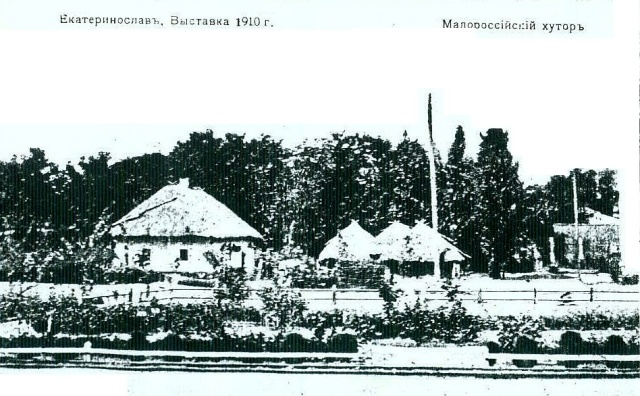 Екатеринославъ, Выставка 1910 г.
Малороссійскій хуторъ